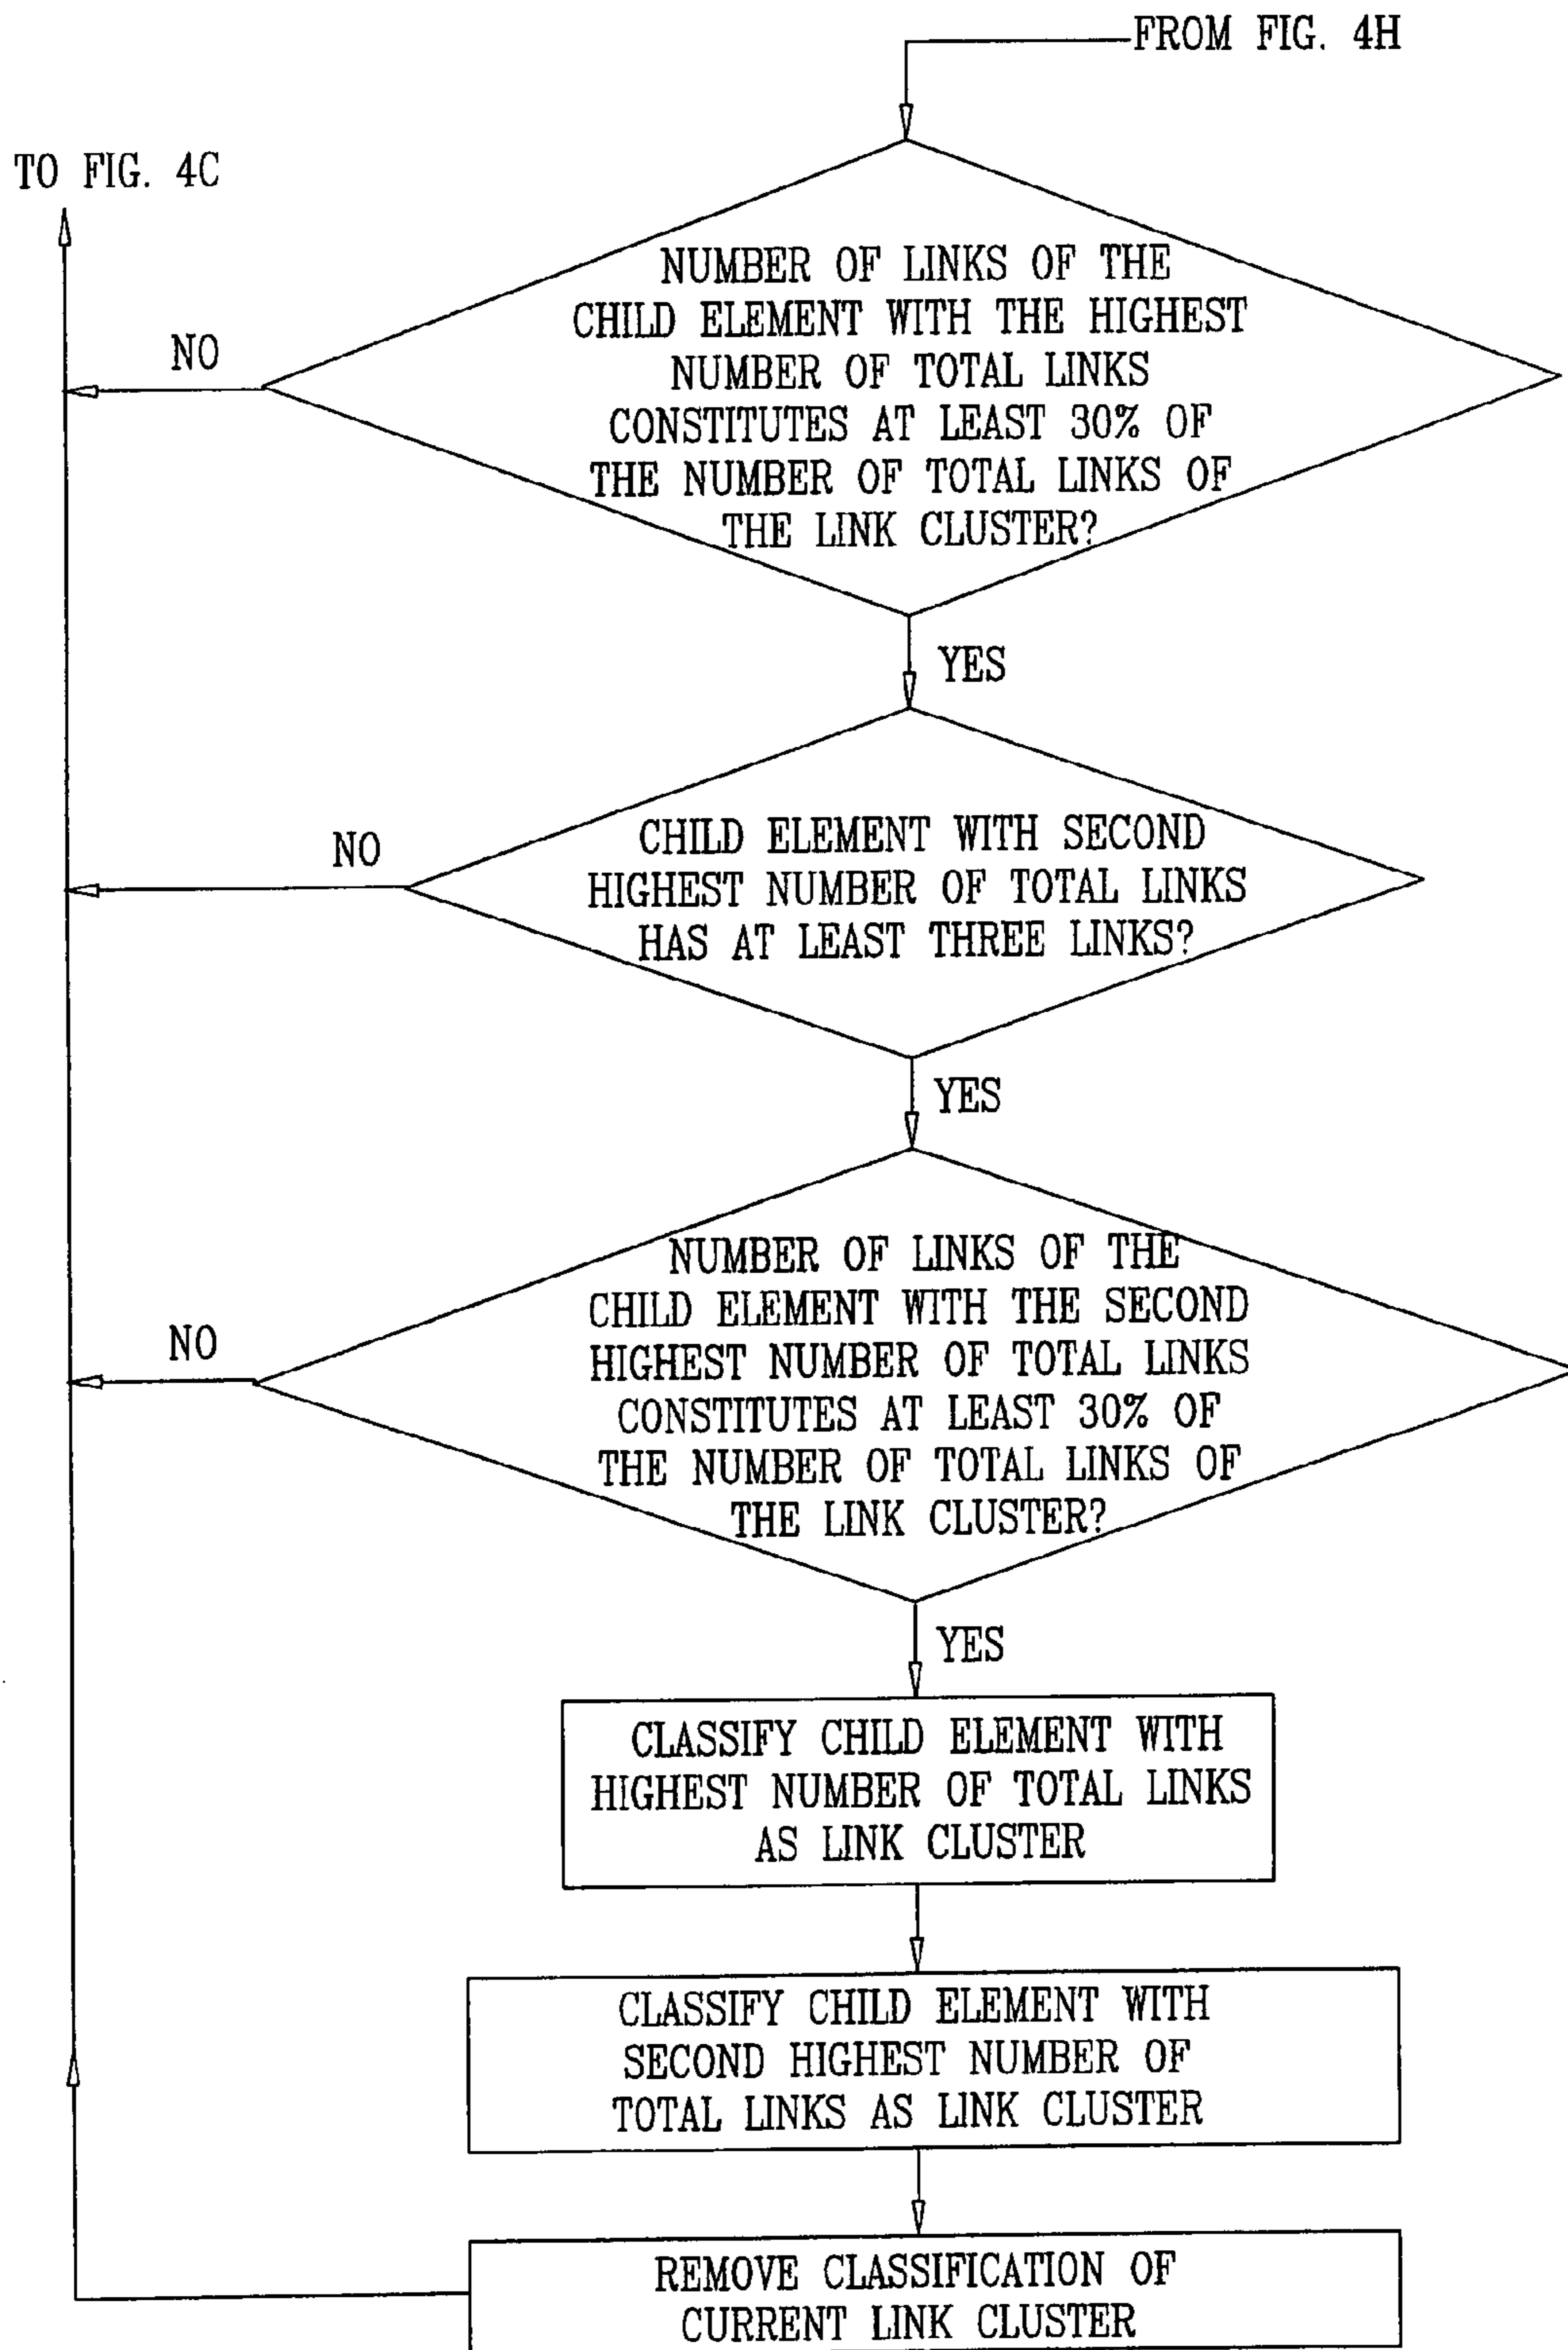 FROM FIG. 4H
TO FIG. 4C
NUMBER OF LINKS OF THE
CHILD ELEMENT WITH THE HIGHEST
NUMBER OF TOTAL LINKS
CONSTITUTES AT LEAST 30% OF
THE NUMBER OF TOTAL LINKS OF
THE LINK CLUSTER?
NO
YES
CHILD ELEMENT WITH SECOND
HIGHEST NUMBER OF TOTAL LINKS
HAS AT LEAST THREE LINKS?
NO
YES
NUMBER OF LINKS OF THE
CHILD ELEMENT WITH THE SECOND
HIGHEST NUMBER OF TOTAL LINKS
CONSTITUTES AT LEAST 30% OF
THE NUMBER OF TOTAL LINKS OF
THE LINK CLUSTER?
NO
YES
CLASSIFY CHILD ELEMENT WITH
HIGHEST NUMBER OF TOTAL LINKS
AS LINK CLUSTER
CLASSIFY CHILD ELEMENT WITH
SECOND HIGHEST NUMBER OF
TOTAL LINKS AS LINK CLUSTER
REMOVE CLASSIFICATION OF
CURRENT LINK CLUSTER